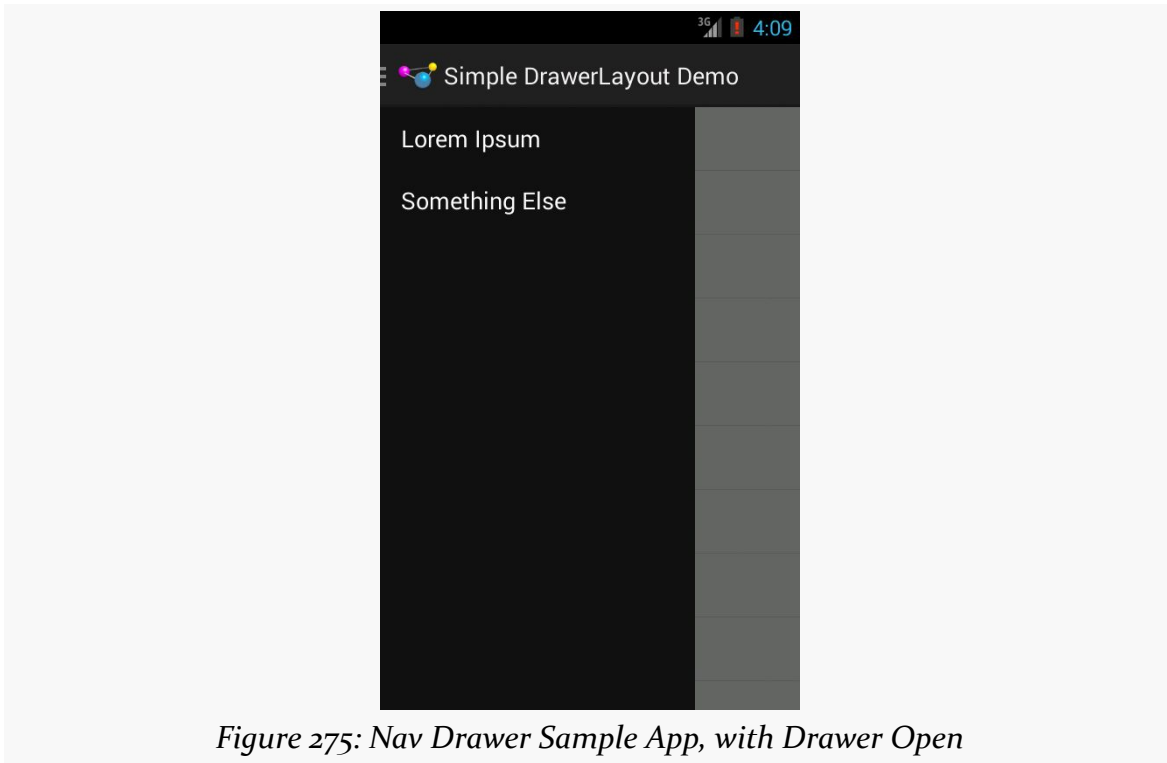 3G 4:09
Simple DrawerLayout Demo
Lorem Ipsum
Something Else
Figure 275: Nav Drawer Sample App, with Drawer Open